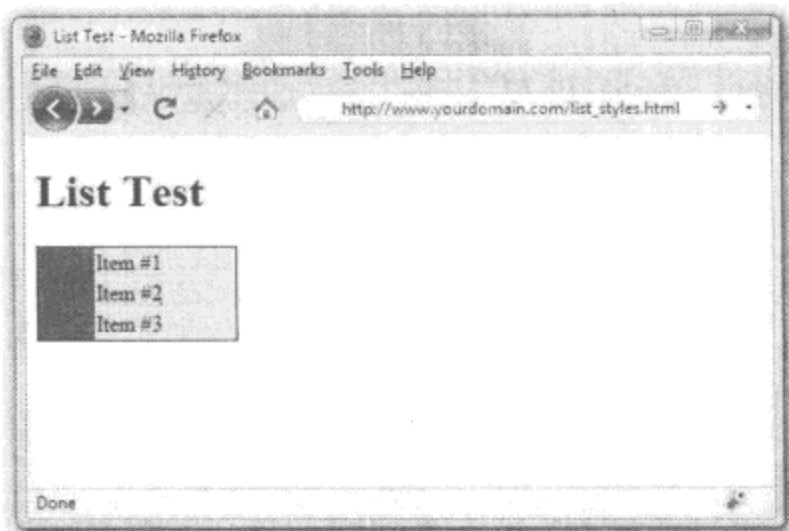 List Test - Mozilla Firefox
File Edit View History Bookmarks Tools Help
http://www.yourdomain.com/list_styles.html
List Test
Item #1
Item #2
Item #3
Done